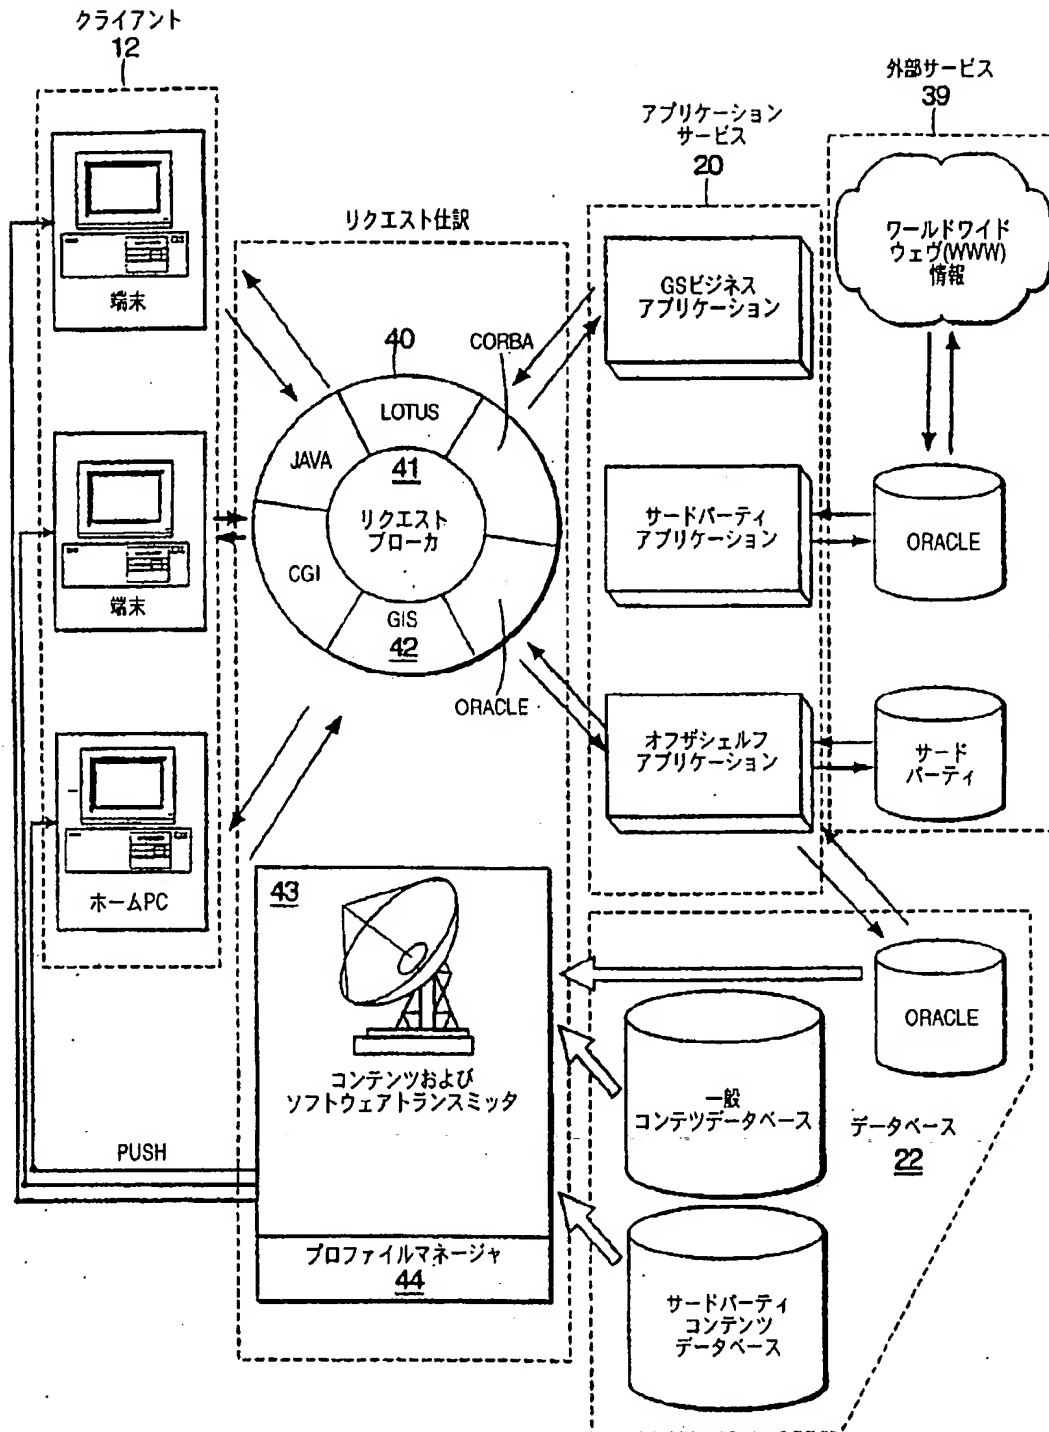 クライアント
12
外部サービス
39
アプリケーション
サービス
20
リクエスト仕訳
端末
端末
ホームPC
40
CORBA
LOTUS
JAVA
41
リクエスト
ブローカ
CGI
GIS
42
ORACLE
GSビジネス
アプリケーション
サードパーティ
アプリケーション
オフザシェルフ
アプリケーション
ワールドワイド
ウェヴ(WWW)
情報
ORACLE
サード
パーティ
43
コンテンツおよび
ソフトウェアトランスミッタ
PUSH
プロファイルマネージャ
44
ORACLE
一般
コンテツデータベース
データベース
22
サードパーティ
コンテンツ
データベース